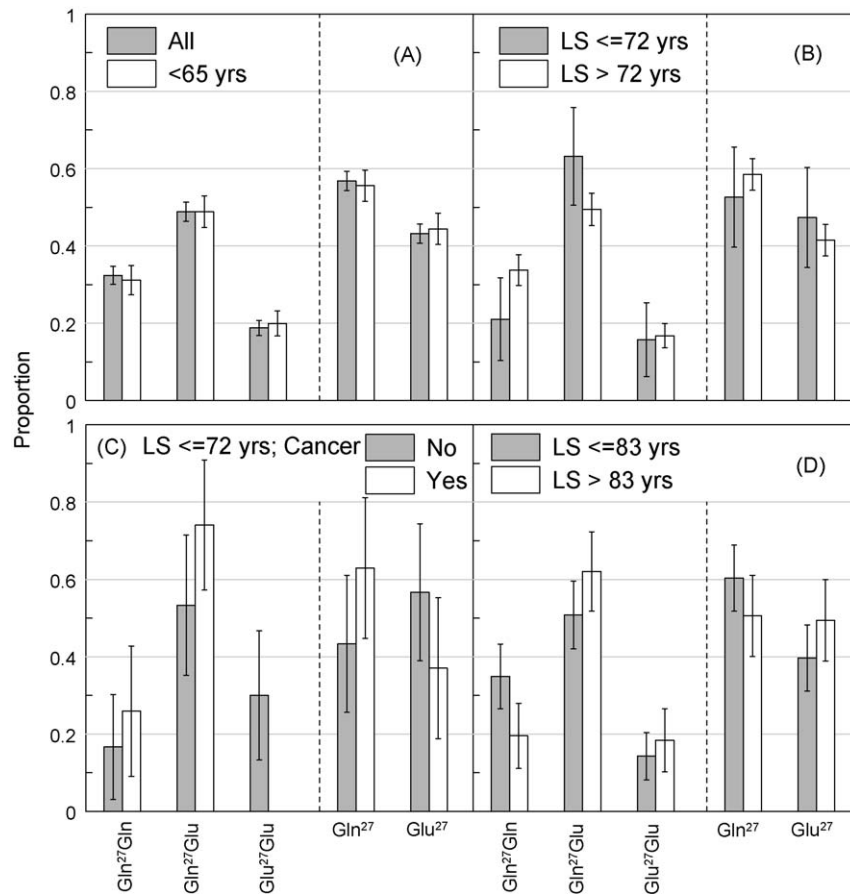 Proportion
1
All
<65 yrs
(A)
LS <=72 yrs
LS > 72 yrs
(B)
0.8
0.6
0.4
0.2
0
1
(C) LS <=72 yrs; Cancer
No
Yes
LS <=83 yrs
LS > 83 yrs
(D)
0.8
0.6
0.4
0.2
0
Gln²⁷Gln
Gln²⁷Glu
Glu²⁷Glu
Gln²⁷
Glu²⁷
Gln²⁷Gln
Gln²⁷Glu
Glu²⁷Glu
Gln²⁷
Glu²⁷